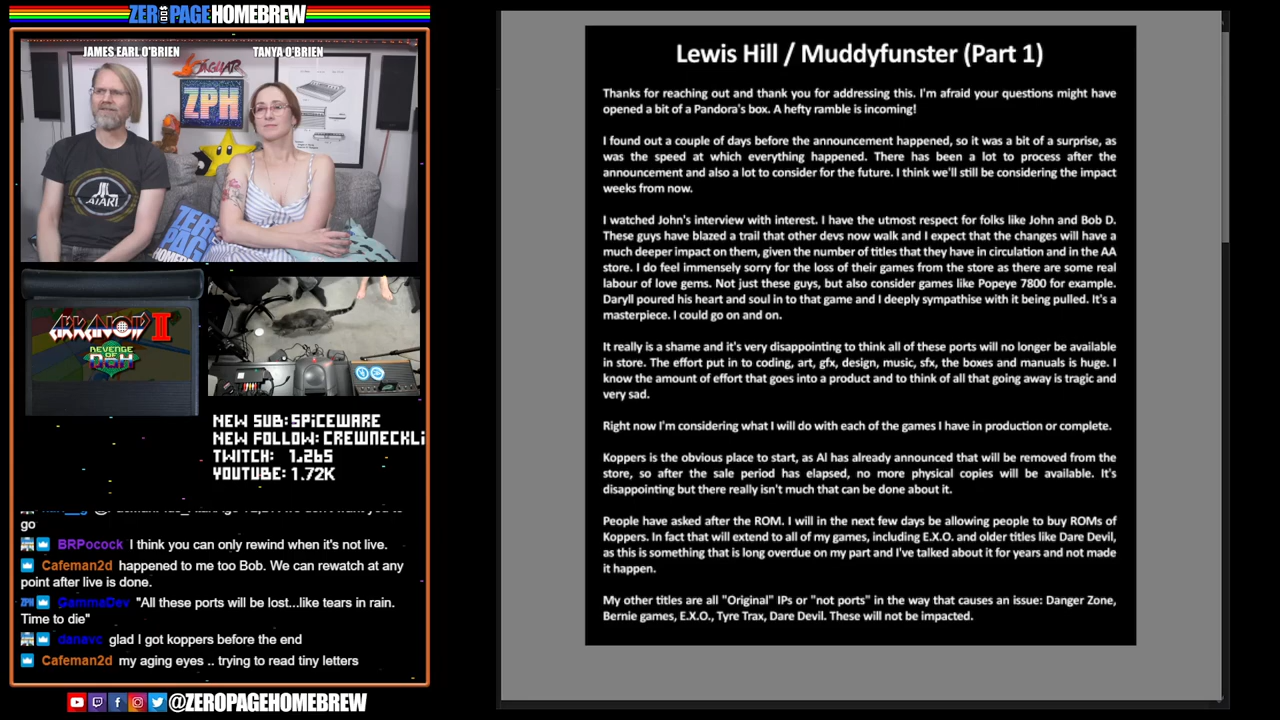 ZERO PAGE HOMEBREW
JAMES EARL O'BRIEN
TANYA O'BRIEN
JAGUAR
ZPH
ATARI
ZERO
PAGE
ARKANOID II
REVENGE
OF
DOH
NEW SUB: SPICEWARE
NEW FOLLOW: CREWNECKLI
TWITCH: 1,265
YOUTUBE: 1.72K
go
BRPocock I think you can only rewind when it's not live.
Cafeman2d happened to me too Bob. We can rewatch at any
point after live is done.
GammaDev "All these ports will be lost...like tears in rain.
Time to die"
danavc glad I got koppers before the end
Cafeman2d my aging eyes .. trying to read tiny letters
@ZEROPAGEHOMEBREW
Lewis Hill / Muddyfunster (Part 1)
Thanks for reaching out and thank you for addressing this. I'm afraid your questions might have
opened a bit of a Pandora's box. A hefty ramble is incoming!
I found out a couple of days before the announcement happened, so it was a bit of a surprise, as
was the speed at which everything happened. There has been a lot to process after the
announcement and also a lot to consider for the future. I think we'll still be considering the impact
weeks from now.
I watched John's interview with interest. I have the utmost respect for folks like John and Bob D.
These guys have blazed a trail that other devs now walk and I expect that the changes will have a
much deeper impact on them, given the number of titles that they have in circulation and in the AA
store. I do feel immensely sorry for the loss of their games from the store as there are some real
labour of love gems. Not just these guys, but also consider games like Popeye 7800 for example.
Daryll poured his heart and soul in to that game and I deeply sympathise with it being pulled. It's a
masterpiece. I could go on and on.
It really is a shame and it's very disappointing to think all of these ports will no longer be available
in store. The effort put in to coding, art, gfx, design, music, sfx, the boxes and manuals is huge. I
know the amount of effort that goes into a product and to think of all that going away is tragic and
very sad.
Right now I'm considering what I will do with each of the games I have in production or complete.
Koppers is the obvious place to start, as Al has already announced that will be removed from the
store, so after the sale period has elapsed, no more physical copies will be available. It's
disappointing but there really isn't much that can be done about it.
People have asked after the ROM. I will in the next few days be allowing people to buy ROMs of
Koppers. In fact that will extend to all of my games, including E.X.O. and older titles like Dare Devil,
as this is something that is long overdue on my part and I've talked about it for years and not made
it happen.
My other titles are all "Original" IPs or "not ports" in the way that causes an issue: Danger Zone,
Bernie games, E.X.O., Tyre Trax, Dare Devil. These will not be impacted.